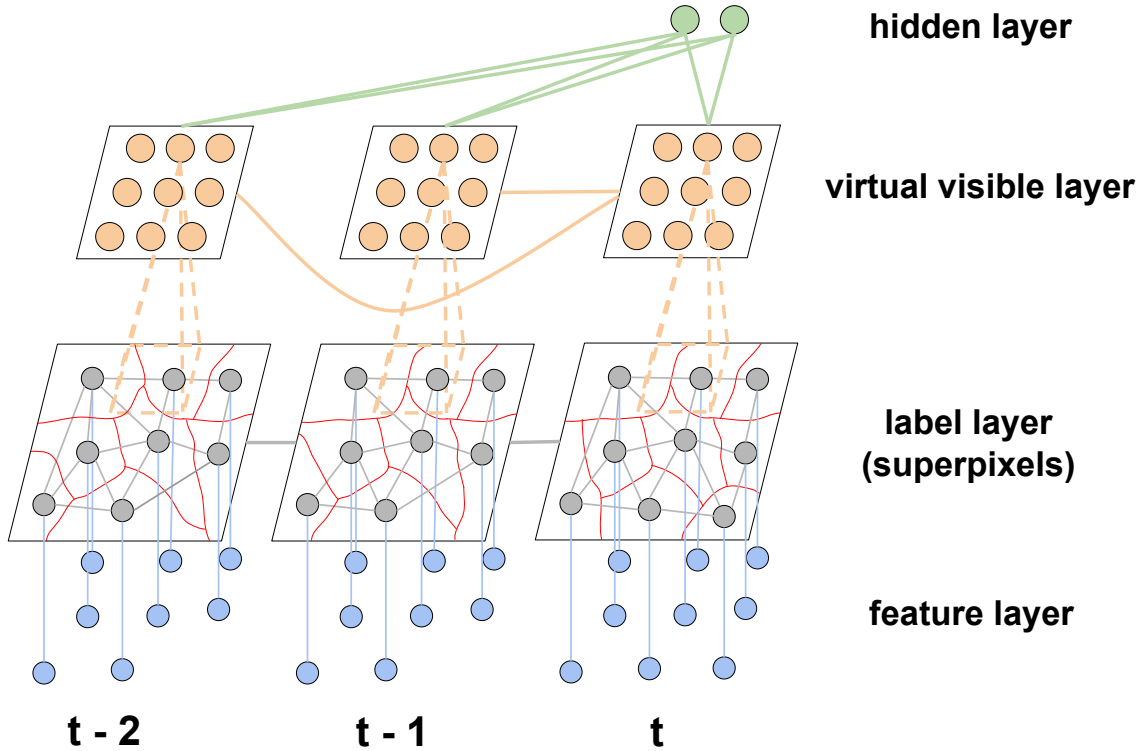 hidden layer
virtual visible layer
label layer
(superpixels)
feature layer
t - 2
t - 1
t